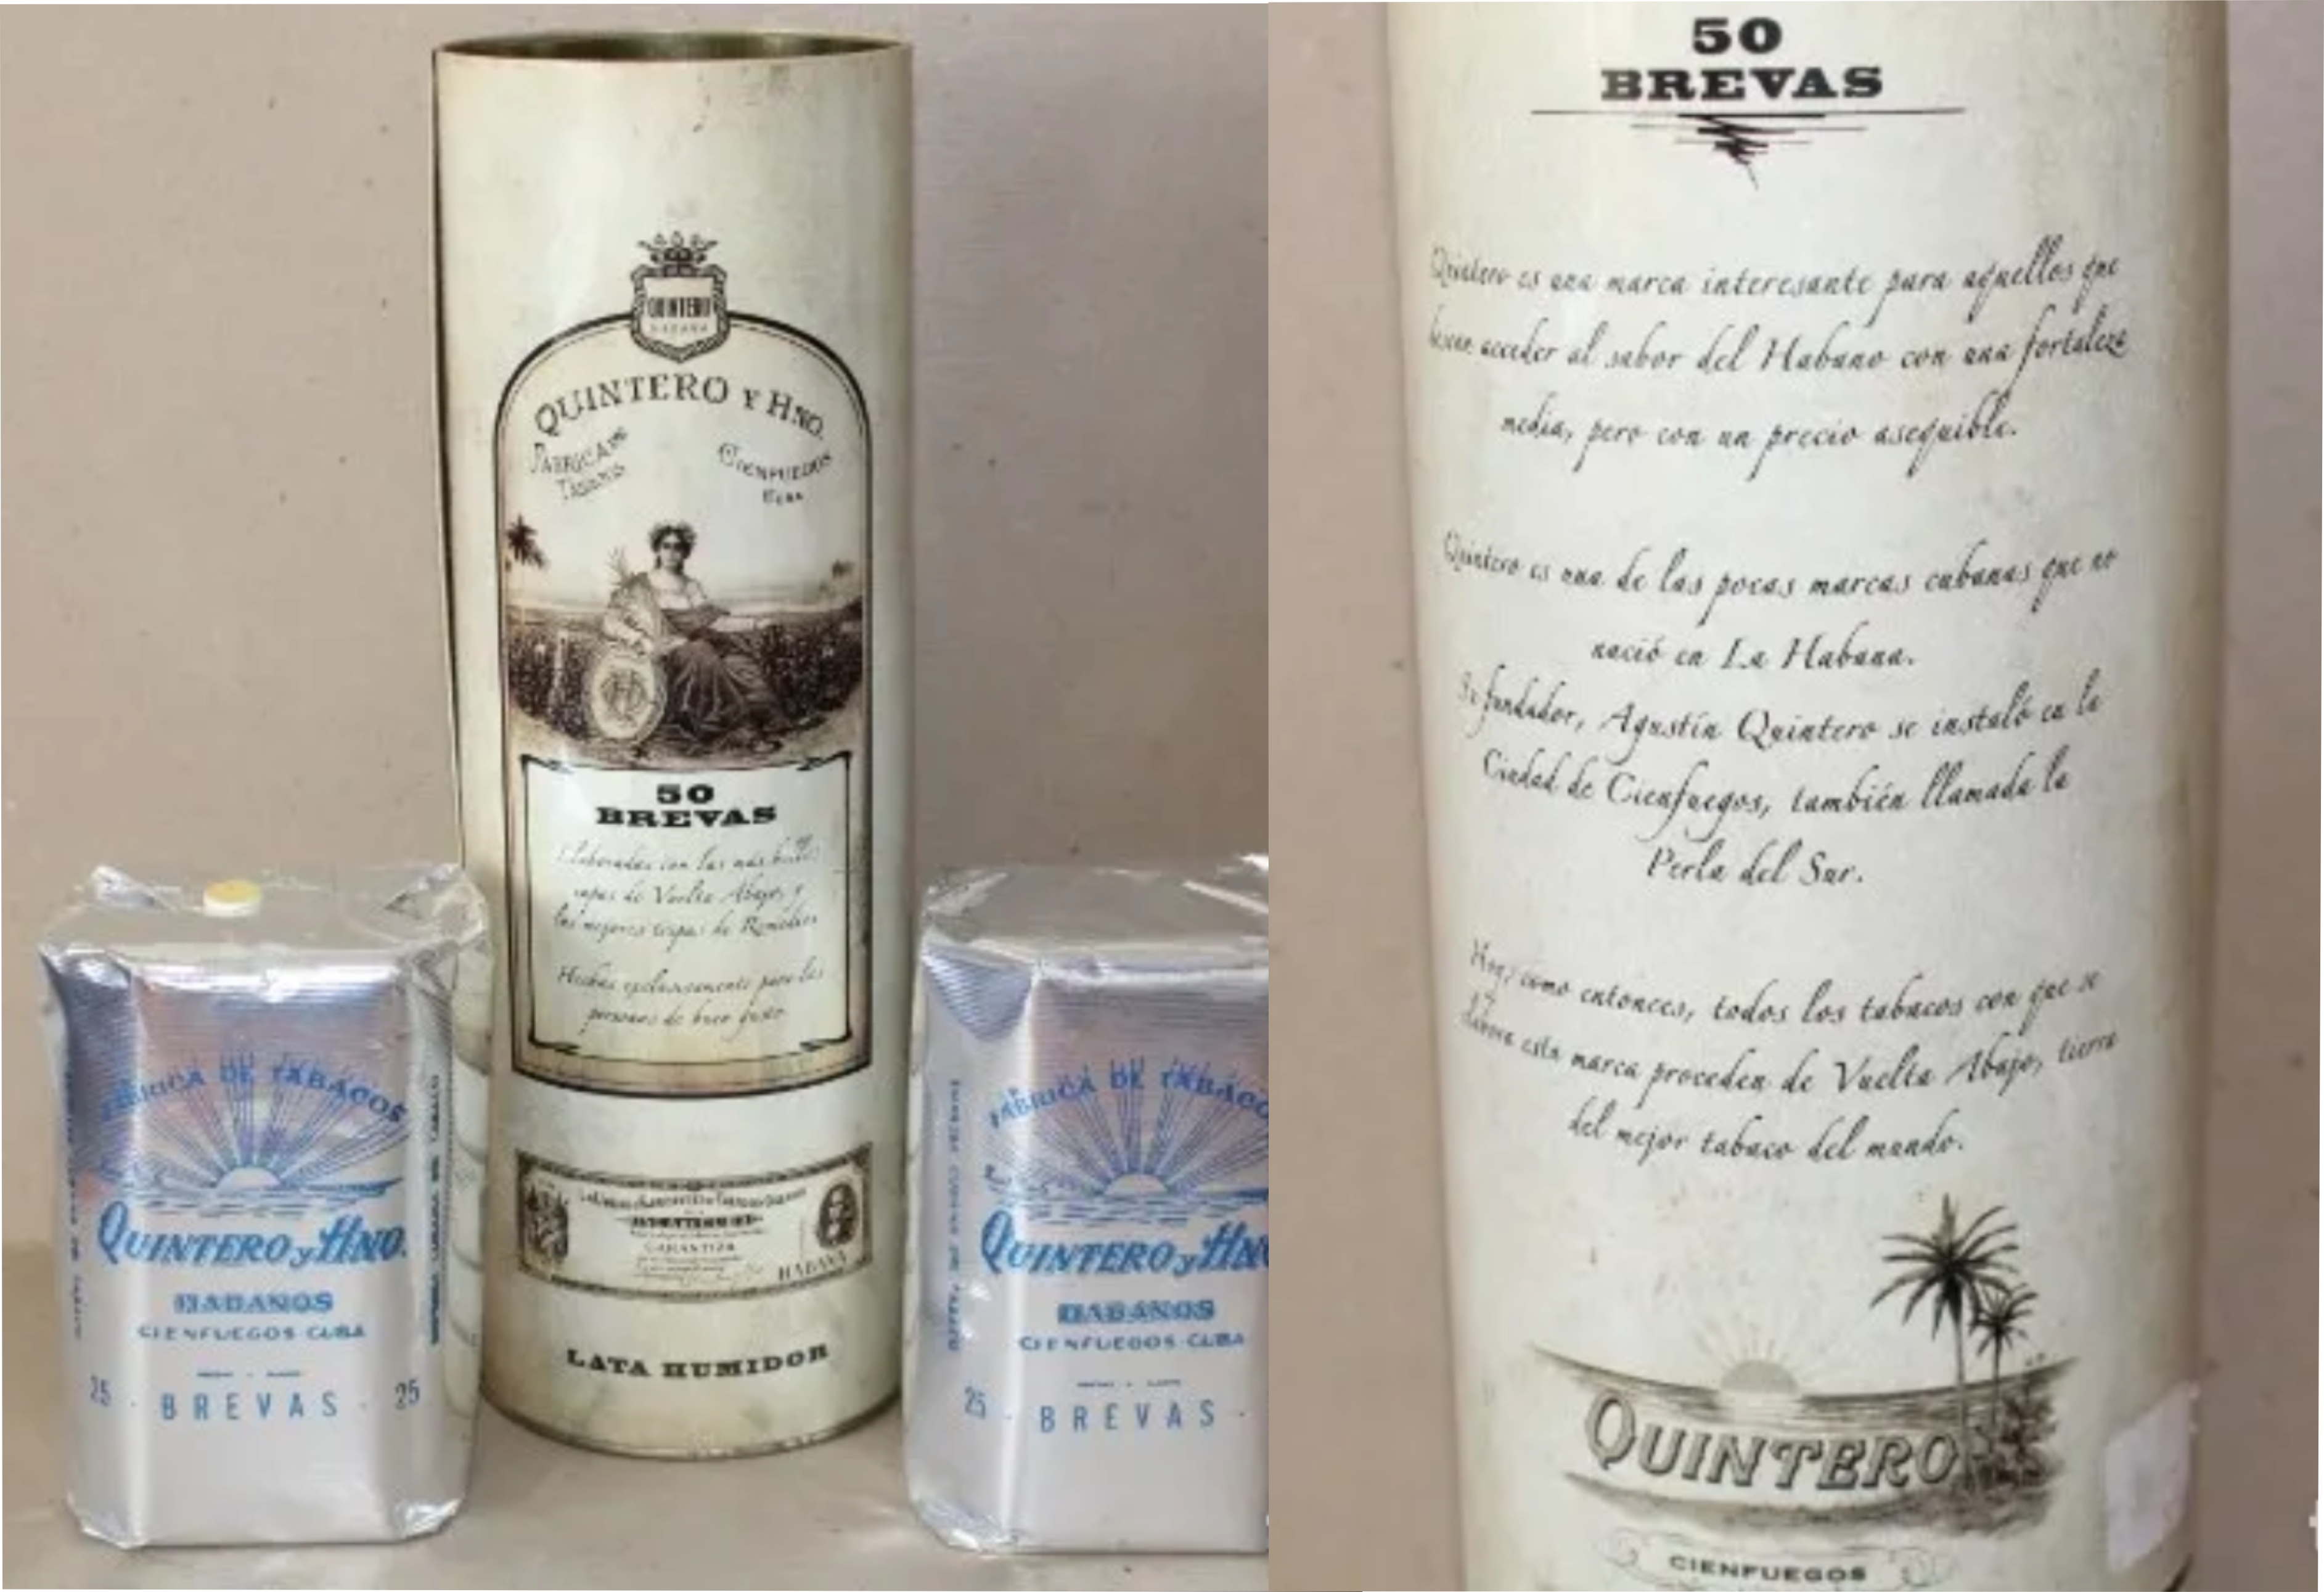 QUINTERO
HABANA
QUINTERO Y HNO.
FABRICA DE
TABACOS
CIENFUEGOS
CUBA
50
BREVAS
Elaboradas con las más bellas
capas de Vuelta Abajo, y
las mejores tripas de Remedios
Hechas exclusivamente para las
personas de buen gusto.
GARANTIZA
HABANA
LATA HUMIDOR
FÁBRICA DE TABACOS
QUINTERO y HNO.
HABANOS
CIENFUEGOS-CUBA
25 · BREVAS · 25
FÁBRICA DE TABACO
QUINTERO y HNO
HABANOS
CIENFUEGOS-CUBA
25 · BREVAS ·
50
BREVAS
Quintero es una marca interesante para aquellos que
desean acceder al sabor del Habano con una fortaleza
media, pero con un precio asequible.
Quintero es una de las pocas marcas cubanas que no
nació en La Habana.
Su fundador, Agustín Quintero se instaló en la
Ciudad de Cienfuegos, también llamada la
Perla del Sur.
Hoy, como entonces, todos los tabacos con que se
elabora esta marca proceden de Vuelta Abajo, tierra
del mejor tabaco del mundo.
QUINTERO
CIENFUEGOS